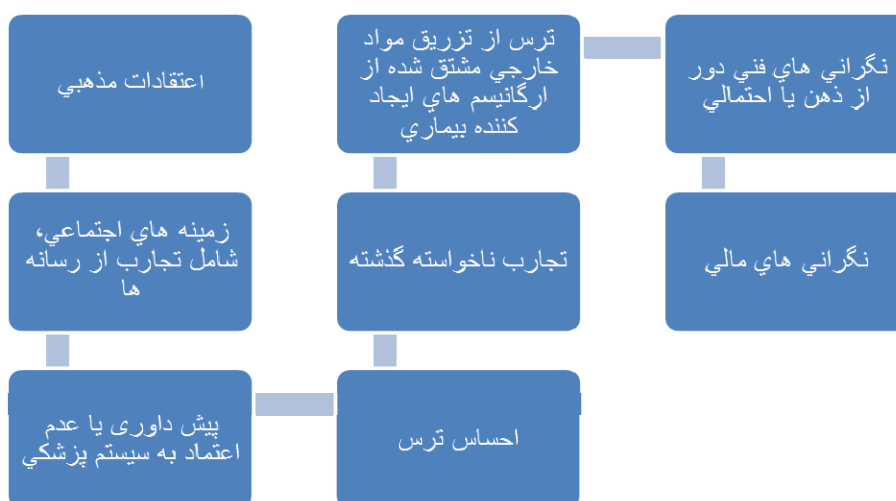 اعتقادات مذهبي
زمينه هاي اجتماعي،
شامل تجارب از رسانه
ها
پيش داوری يا عدم
اعتماد به سيستم پزشكي
احساس ترس
تجارب ناخواسته گذشته
ترس از تزريق مواد
خارجي مشتق شده از
ارگانيسم هاي ايجاد
كننده بيماري
نگراني هاي فني دور
از ذهن يا احتمالي
نگراني هاي مالي